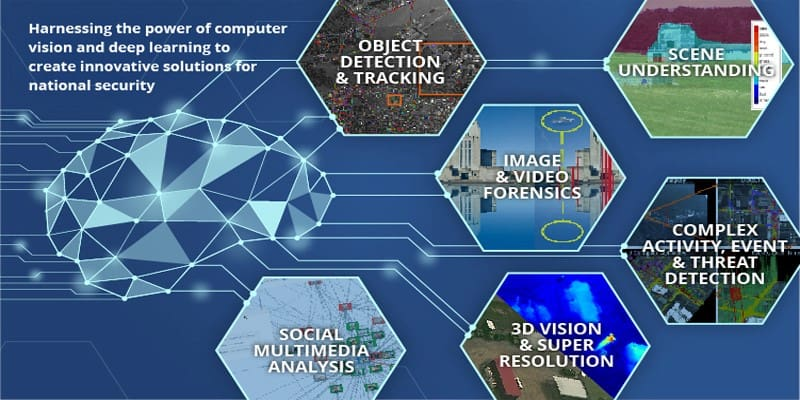 Harnessing the power of computer
vision and deep learning to
create innovative solutions for
national security
OBJECT
DETECTION
& TRACKING
SCENE
UNDERSTANDING
IMAGE
& VIDEO
FORENSICS
COMPLEX
ACTIVITY, EVENT
& THREAT
DETECTION
SOCIAL
MULTIMEDIA
ANALYSIS
3D VISION
& SUPER
RESOLUTION